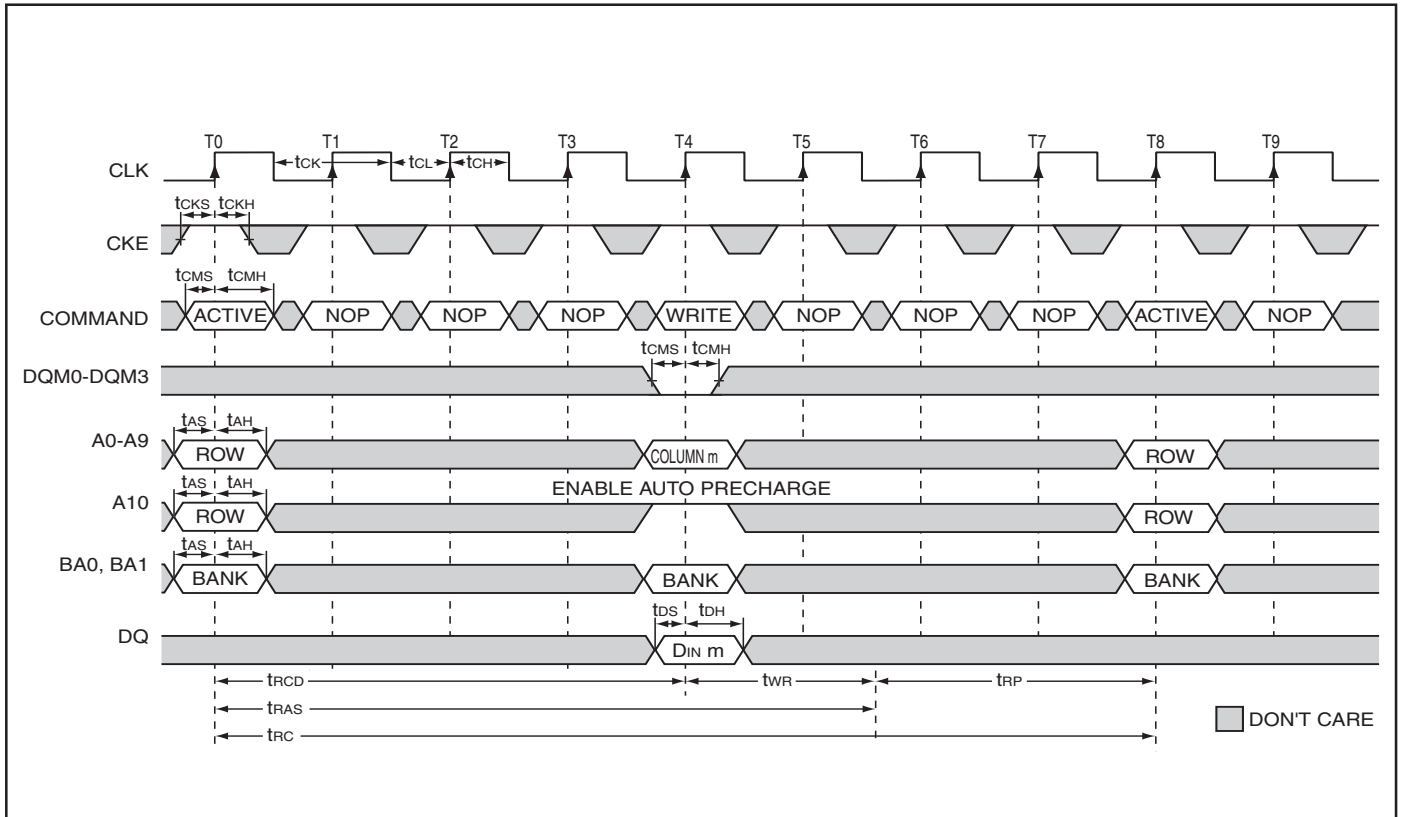 T0 T1 T2 T3 T4 T5 T6 T7 T8 T9
CLK
tCK tCL tCH
tCKS tCKH
CKE
tCMS tCMH
COMMAND ACTIVE NOP NOP NOP WRITE NOP NOP NOP ACTIVE NOP
tCMS tCMH
DQM0-DQM3
tAS tAH
A0-A9 ROW COLUMN m ROW
tAS tAH
ENABLE AUTO PRECHARGE
A10 ROW ROW
tAS tAH
BA0, BA1 BANK BANK BANK
tDS tDH
DQ DIN m
tRCD tWR tRP
tRAS
tRC
DON'T CARE